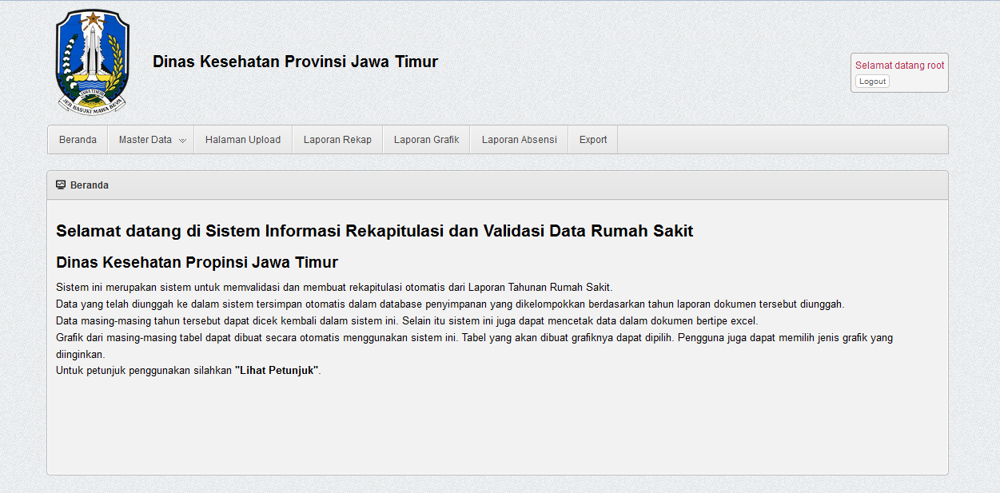 JAWA TIMUR
JER BASUKI MAWA BEYA
Dinas Kesehatan Provinsi Jawa Timur
Selamat datang root
Logout
Beranda
Master Data
Halaman Upload
Laporan Rekap
Laporan Grafik
Laporan Absensi
Export
Beranda
Selamat datang di Sistem Informasi Rekapitulasi dan Validasi Data Rumah Sakit
Dinas Kesehatan Propinsi Jawa Timur
Sistem ini merupakan sistem untuk memvalidasi dan membuat rekapitulasi otomatis dari Laporan Tahunan Rumah Sakit.
Data yang telah diunggah ke dalam sistem tersimpan otomatis dalam database penyimpanan yang dikelompokkan berdasarkan tahun laporan dokumen tersebut diunggah.
Data masing-masing tahun tersebut dapat dicek kembali dalam sistem ini. Selain itu sistem ini juga dapat mencetak data dalam dokumen bertipe excel.
Grafik dari masing-masing tabel dapat dibuat secara otomatis menggunakan sistem ini. Tabel yang akan dibuat grafiknya dapat dipilih. Pengguna juga dapat memilih jenis grafik yang
diinginkan.
Untuk petunjuk penggunakan silahkan "Lihat Petunjuk".